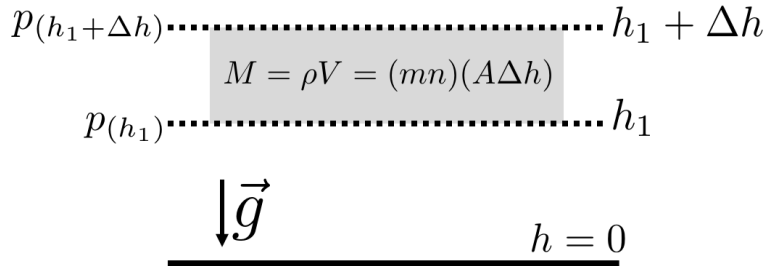 p_{(h_1+\Delta h)} h_1 + \Delta h
M = \rho V = (mn)(A\Delta h)
p_{(h_1)} h_1
\vec{g}
h = 0